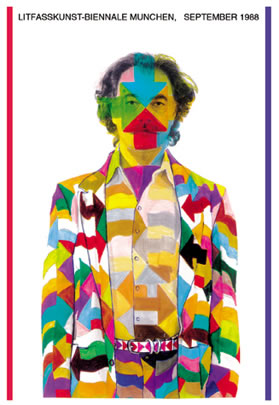 LITFASSKUNST-BIENNALE MUNCHEN, SEPTEMBER 1988